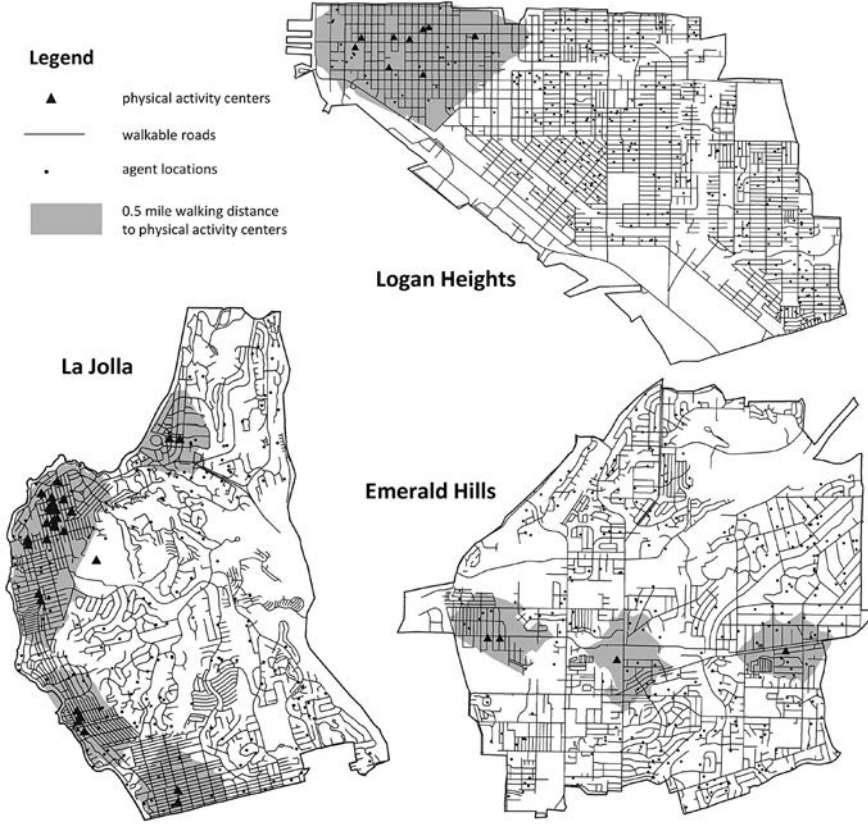 Legend
physical activity centers
walkable roads
agent locations
0.5 mile walking distance
to physical activity centers
Logan Heights
La Jolla
Emerald Hills